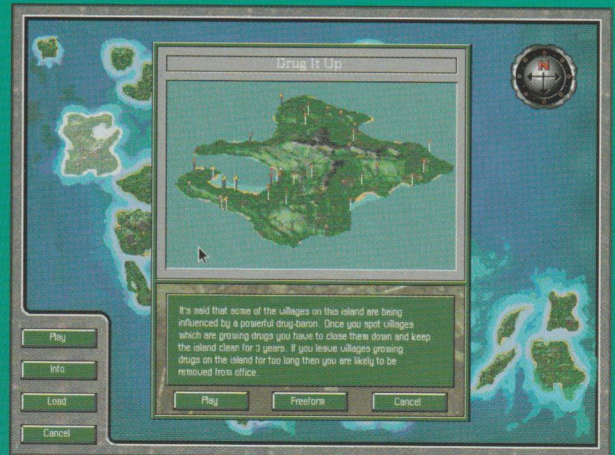 Drug It Up
N
It's said that some of the villages on this island are being
influenced by a powerful drug-baron. Once you spot villages
which are growing drugs you have to close them down and keep
the island clean for 3 years. If you leave villages growing
drugs on the island for too long then you are likely to be
removed from office.
Play
Freeform
Cancel
Play
Info
Load
Cancel